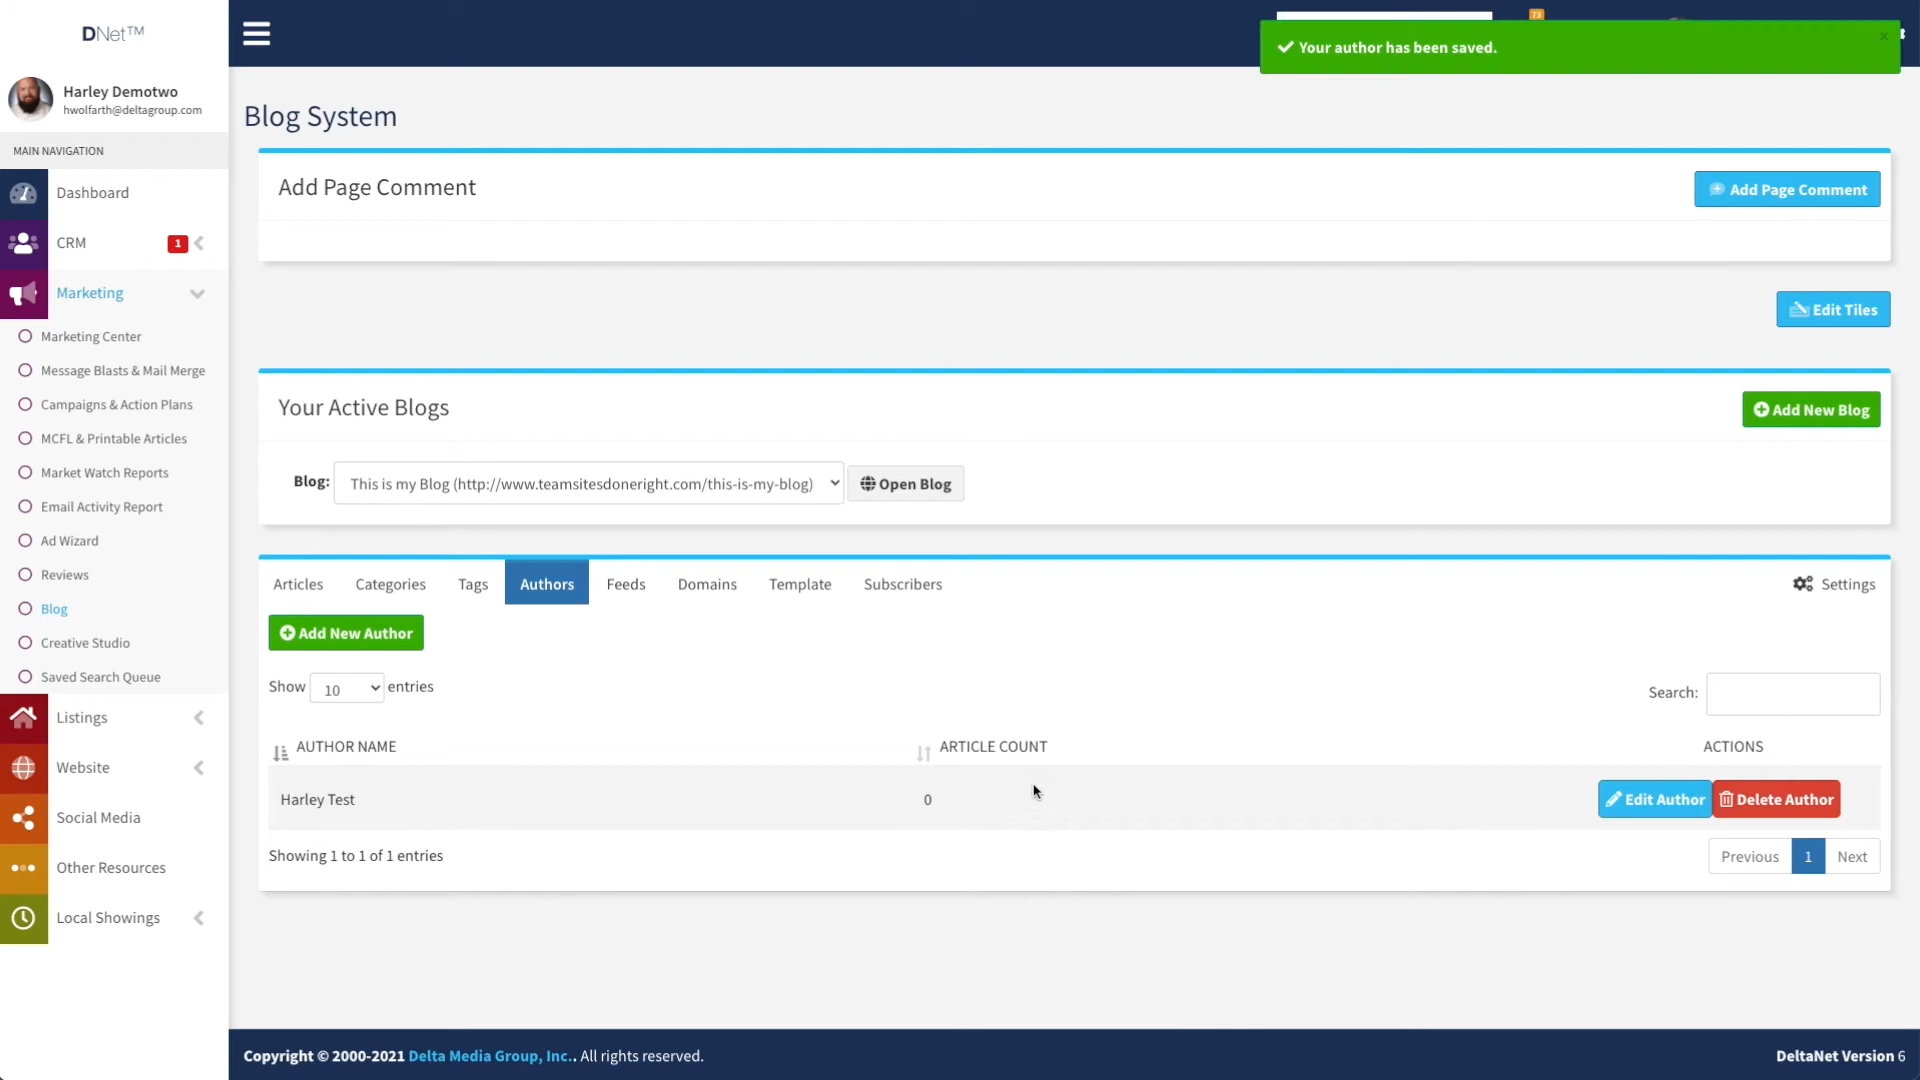 DNet™
73
Your author has been saved.
×
Harley Demotwo
hwolfarth@deltagroup.com
MAIN NAVIGATION
Dashboard
CRM
1
Marketing
Marketing Center
Message Blasts & Mail Merge
Campaigns & Action Plans
MCFL & Printable Articles
Market Watch Reports
Email Activity Report
Ad Wizard
Reviews
Blog
Creative Studio
Saved Search Queue
Listings
Website
Social Media
Other Resources
Local Showings
Blog System
Add Page Comment
Add Page Comment
Edit Tiles
Your Active Blogs
Add New Blog
Blog:
This is my Blog (http://www.teamsitesdoneright.com/this-is-my-blog)
Open Blog
Articles
Categories
Tags
Authors
Feeds
Domains
Template
Subscribers
Settings
Add New Author
Show 10 entries
Search:
AUTHOR NAME
ARTICLE COUNT
ACTIONS
Harley Test
0
Edit Author
Delete Author
Showing 1 to 1 of 1 entries
Previous
1
Next
Copyright © 2000-2021 Delta Media Group, Inc.. All rights reserved.
DeltaNet Version 6